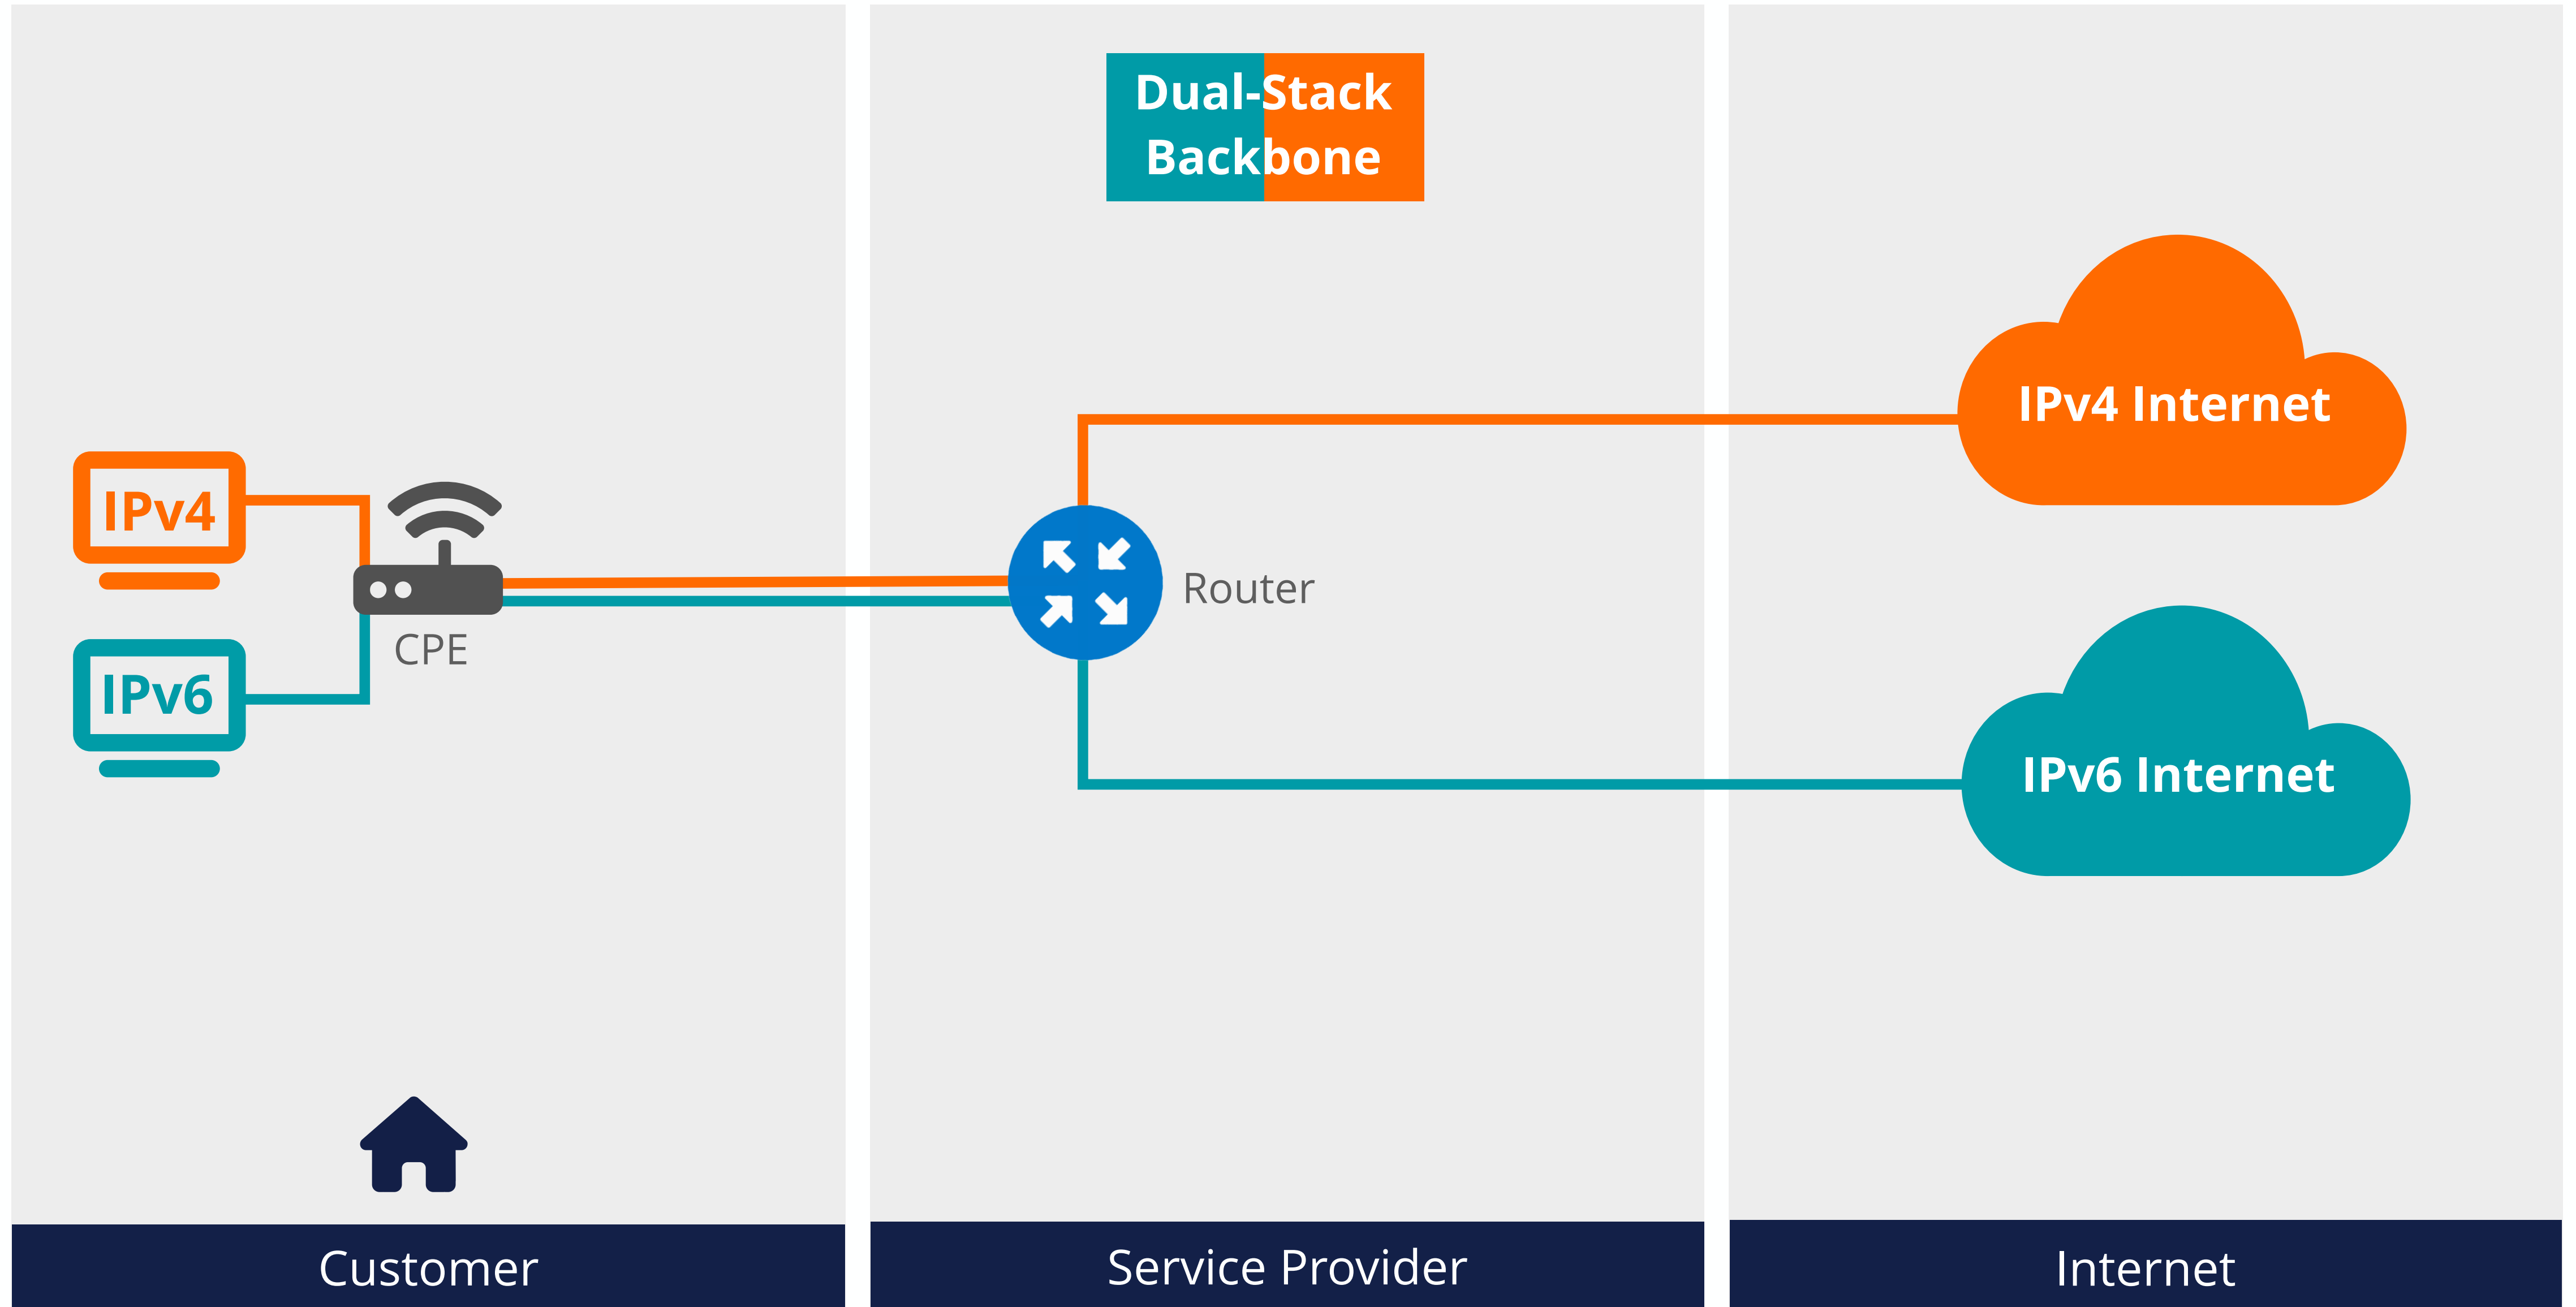 Dual-Stack
Backbone
IPv4 Internet
IPv4
Router
CPE
IPv6
IPv6 Internet
Customer
Service Provider
Internet